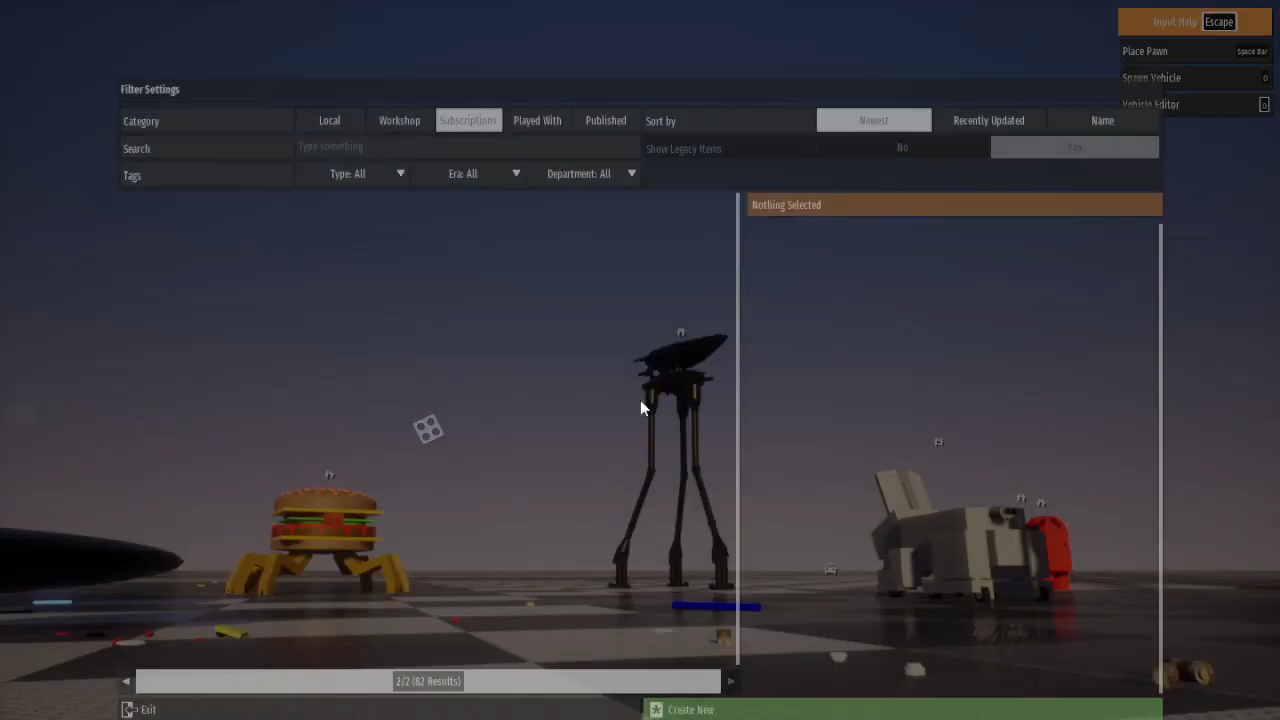 Input Help Escape
Place Pawn Space Bar
Spawn Vehicle 0
Vehicle Editor 0
Filter Settings
Category Local Workshop Subscriptions Played With Published Sort by Newest Recently Updated Name
Search Type something Show Legacy Items No Yes
Tags Type: All Era: All Department: All
Nothing Selected
2/2 (82 Results)
Exit Create New